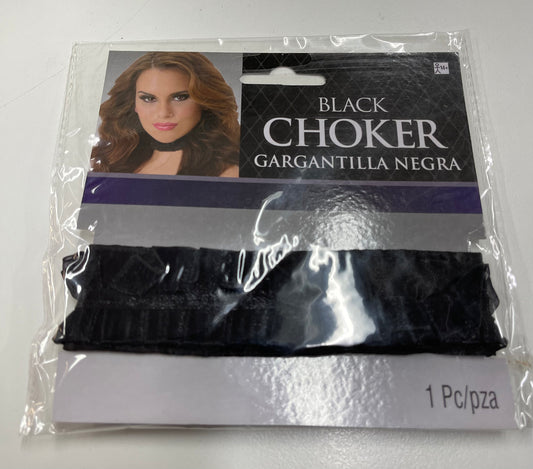 BLACK
CHOKER
GARGANTILLA NEGRA
1 Pc/pza